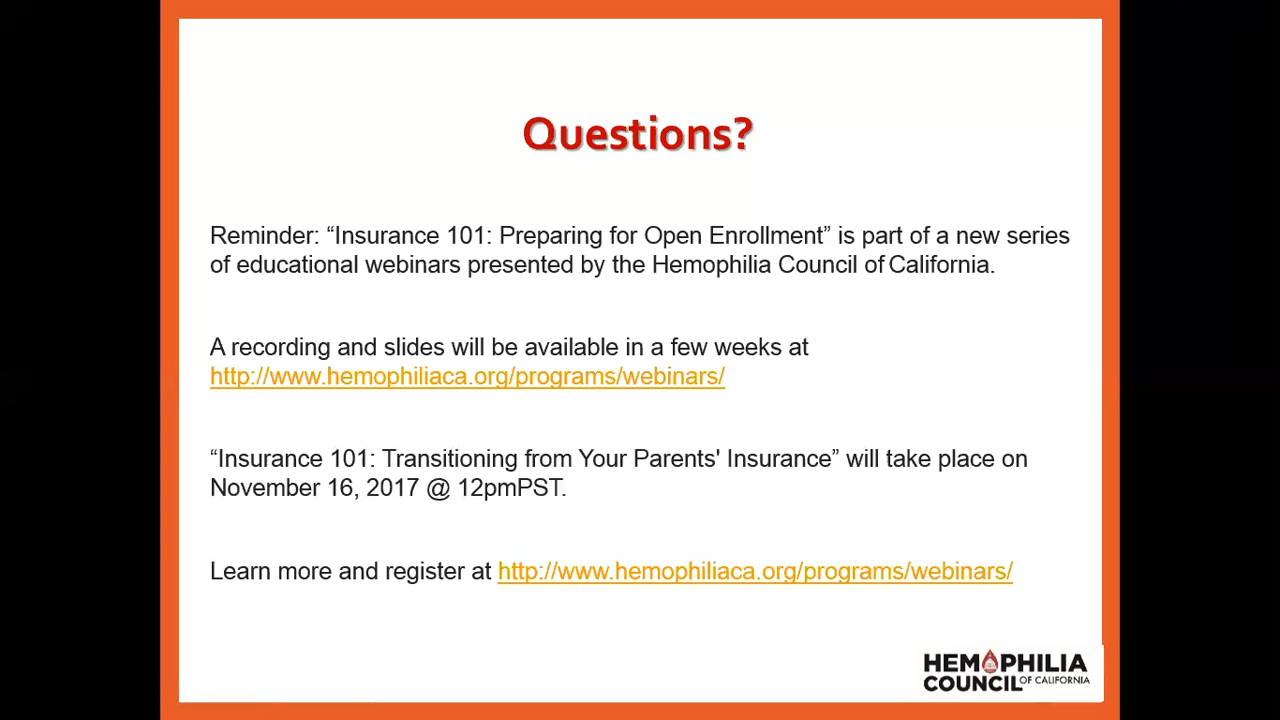 Questions?
Reminder: “Insurance 101: Preparing for Open Enrollment” is part of a new series
of educational webinars presented by the Hemophilia Council of California.
A recording and slides will be available in a few weeks at
http://www.hemophiliaca.org/programs/webinars/
“Insurance 101: Transitioning from Your Parents' Insurance” will take place on
November 16, 2017 @ 12pmPST.
Learn more and register at http://www.hemophiliaca.org/programs/webinars/
HEMOPHILIA
COUNCIL OF CALIFORNIA